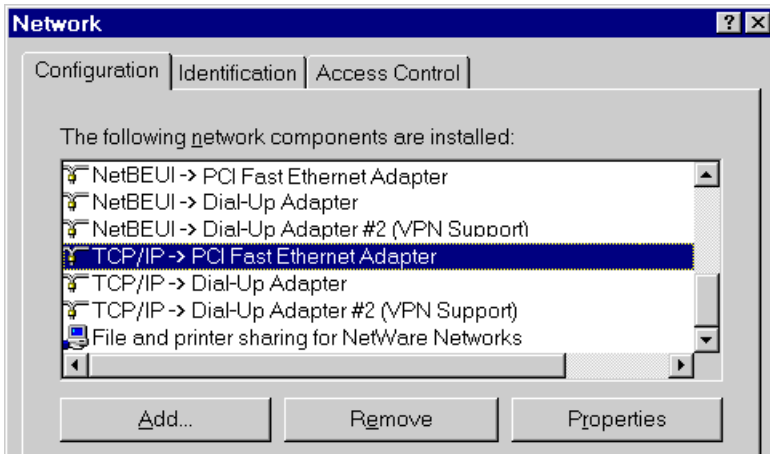 Network
Configuration Identification Access Control
The following network components are installed:
NetBEUI -> PCI Fast Ethernet Adapter
NetBEUI -> Dial-Up Adapter
NetBEUI -> Dial-Up Adapter #2 (VPN Support)
TCP/IP -> PCI Fast Ethernet Adapter
TCP/IP -> Dial-Up Adapter
TCP/IP -> Dial-Up Adapter #2 (VPN Support)
File and printer sharing for NetWare Networks
Add... Remove Properties